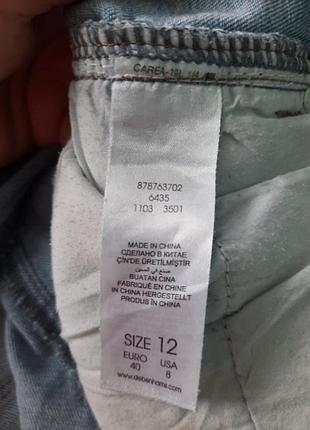 878763702
6435
1103 3501
MADE IN CHINA
СДЕЛАНО В КИТАЕ
ÇİN'DE ÜRETİLMİŞTİR
صنع في الصين
BUATAN CINA
FABRIQUÉ EN CHINE
IN CHINA HERGESTELLT
PRODUS ÎN CHINA
SIZE 12
EURO USA
40 8
www.debenhams.com